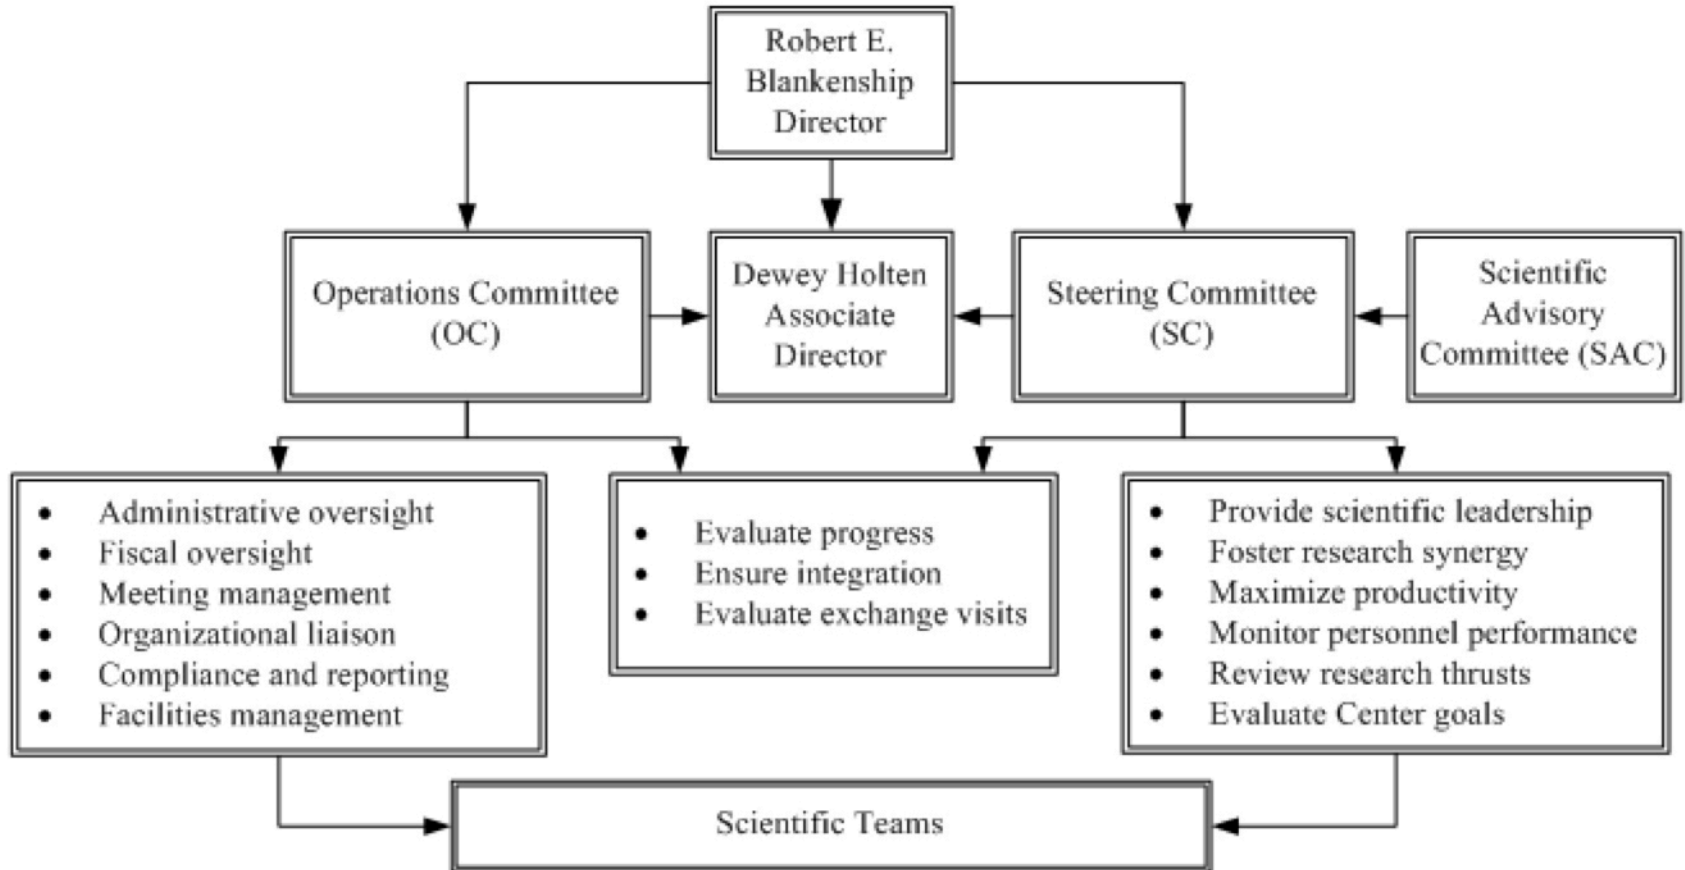 Robert E.
Blankenship
Director
Operations Committee
(OC)
Dewey Holten
Associate
Director
Steering Committee
(SC)
Scientific
Advisory
Committee (SAC)
• Administrative oversight
• Fiscal oversight
• Meeting management
• Organizational liaison
• Compliance and reporting
• Facilities management
• Evaluate progress
• Ensure integration
• Evaluate exchange visits
• Provide scientific leadership
• Foster research synergy
• Maximize productivity
• Monitor personnel performance
• Review research thrusts
• Evaluate Center goals
Scientific Teams